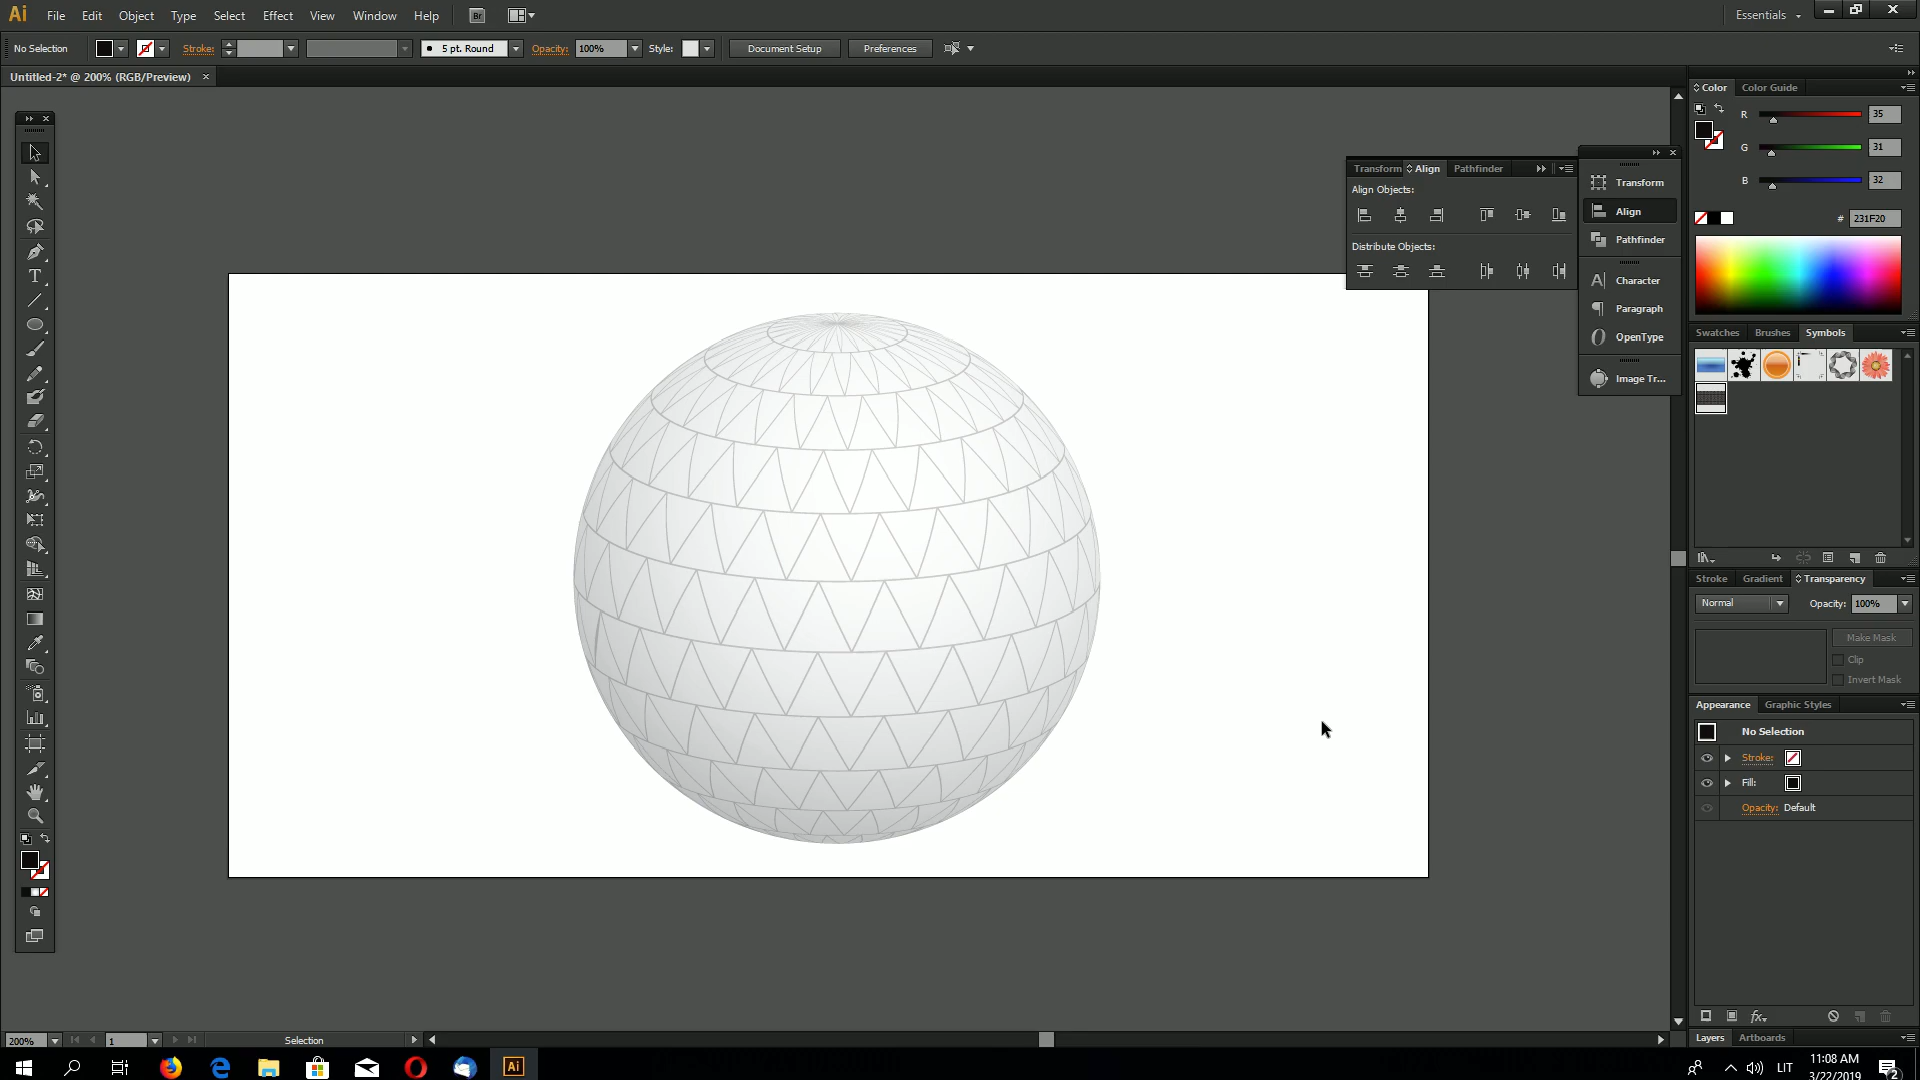 Ai File Edit Object Type Select Effect View Window Help Br Essentials
No Selection Stroke: 5 pt. Round Opacity: 100% Style: Document Setup Preferences
Untitled-2* @ 200% (RGB/Preview)
Color Color Guide
R 35
G 31
B 32
# 231F20
Transform Align Pathfinder
Align Objects:
Distribute Objects:
Transform
Align
Pathfinder
Character
Paragraph
OpenType
Image Tr...
Swatches Brushes Symbols
Stroke Gradient Transparency
Normal Opacity: 100%
Make Mask
Clip
Invert Mask
Appearance Graphic Styles
No Selection
Stroke:
Fill:
Opacity: Default
fx
Layers Artboards
200% 1 Selection
Ai LIT 11:08 AM
3/22/2019 2